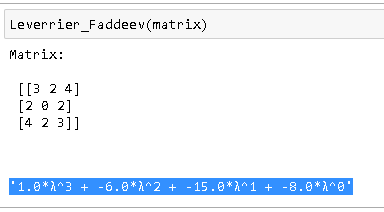 Leverrier_Faddeev(matrix)
Matrix:
[[3 2 4]
[2 0 2]
[4 2 3]]
'1.0*λ^3 + -6.0*λ^2 + -15.0*λ^1 + -8.0*λ^0'